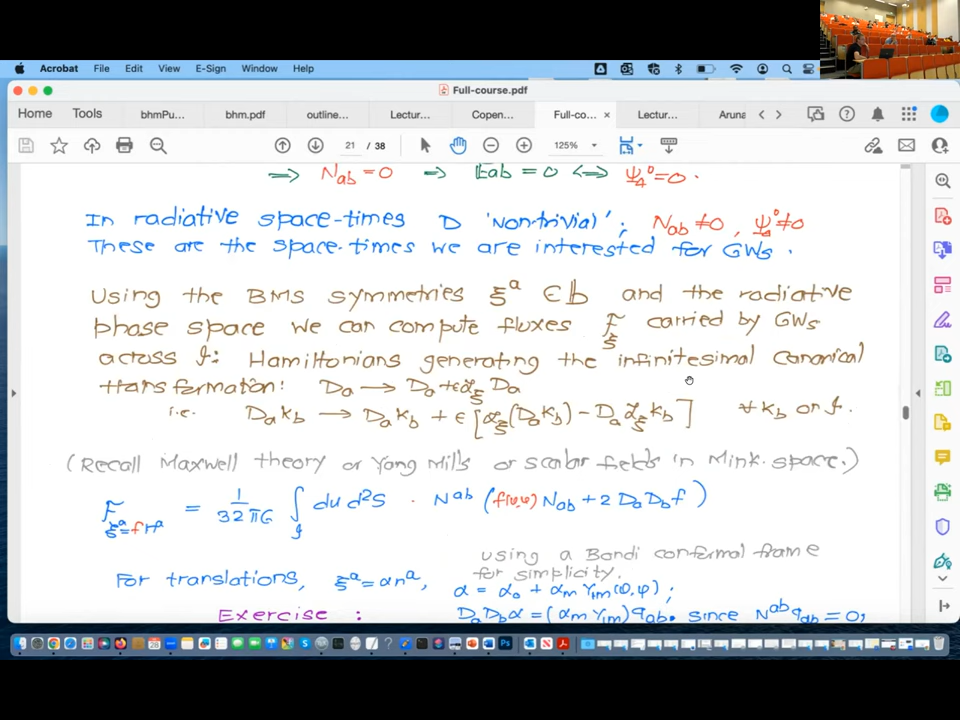 Acrobat File Edit View E-Sign Window Help
Full-course.pdf
Home Tools bhmPu... bhm.pdf outline... Lectur... Copen... Full-co... × Lectur... Aruna
21 / 38 125%
⇒ N_ab = 0 ⇒ E_ab = 0 ⇔ Ψ₄⁰ = 0.
In radiative space-times D 'non-trivial'; N_ab ≠ 0, Ψ₄⁰ ≠ 0
These are the space-times we are interested for GWs.
Using the BMS symmetries ξ^a ∈ b and the radiative
phase space we can compute fluxes F_ξ carried by GWs
across ℐ: Hamiltonians generating the infinitesimal canonical
transformation: D_a → D_a + ϵ ℒ_ξ D_a
i.e. D_a k_b → D_a k_b + ϵ [ℒ_ξ (D_a k_b) − D_a ℒ_ξ k_b] ∀ k_b on ℐ.
(Recall Maxwell theory or Yang Mills or scalar fields in Mink. space.)
F_{ξ^a = f n^a} = 1/32πG ∫_ℐ du d²S · N^ab (f(θ,φ) N_ab + 2 D_a D_b f)
using a Bondi conformal frame
for simplicity.
For translations, ξ^a = α n^a, α = α_0 + α_m Y_1m (θ, φ);
Exercise: D_a D_b α = (α_m Y_1m) q_ab. Since N^ab q_ab = 0,